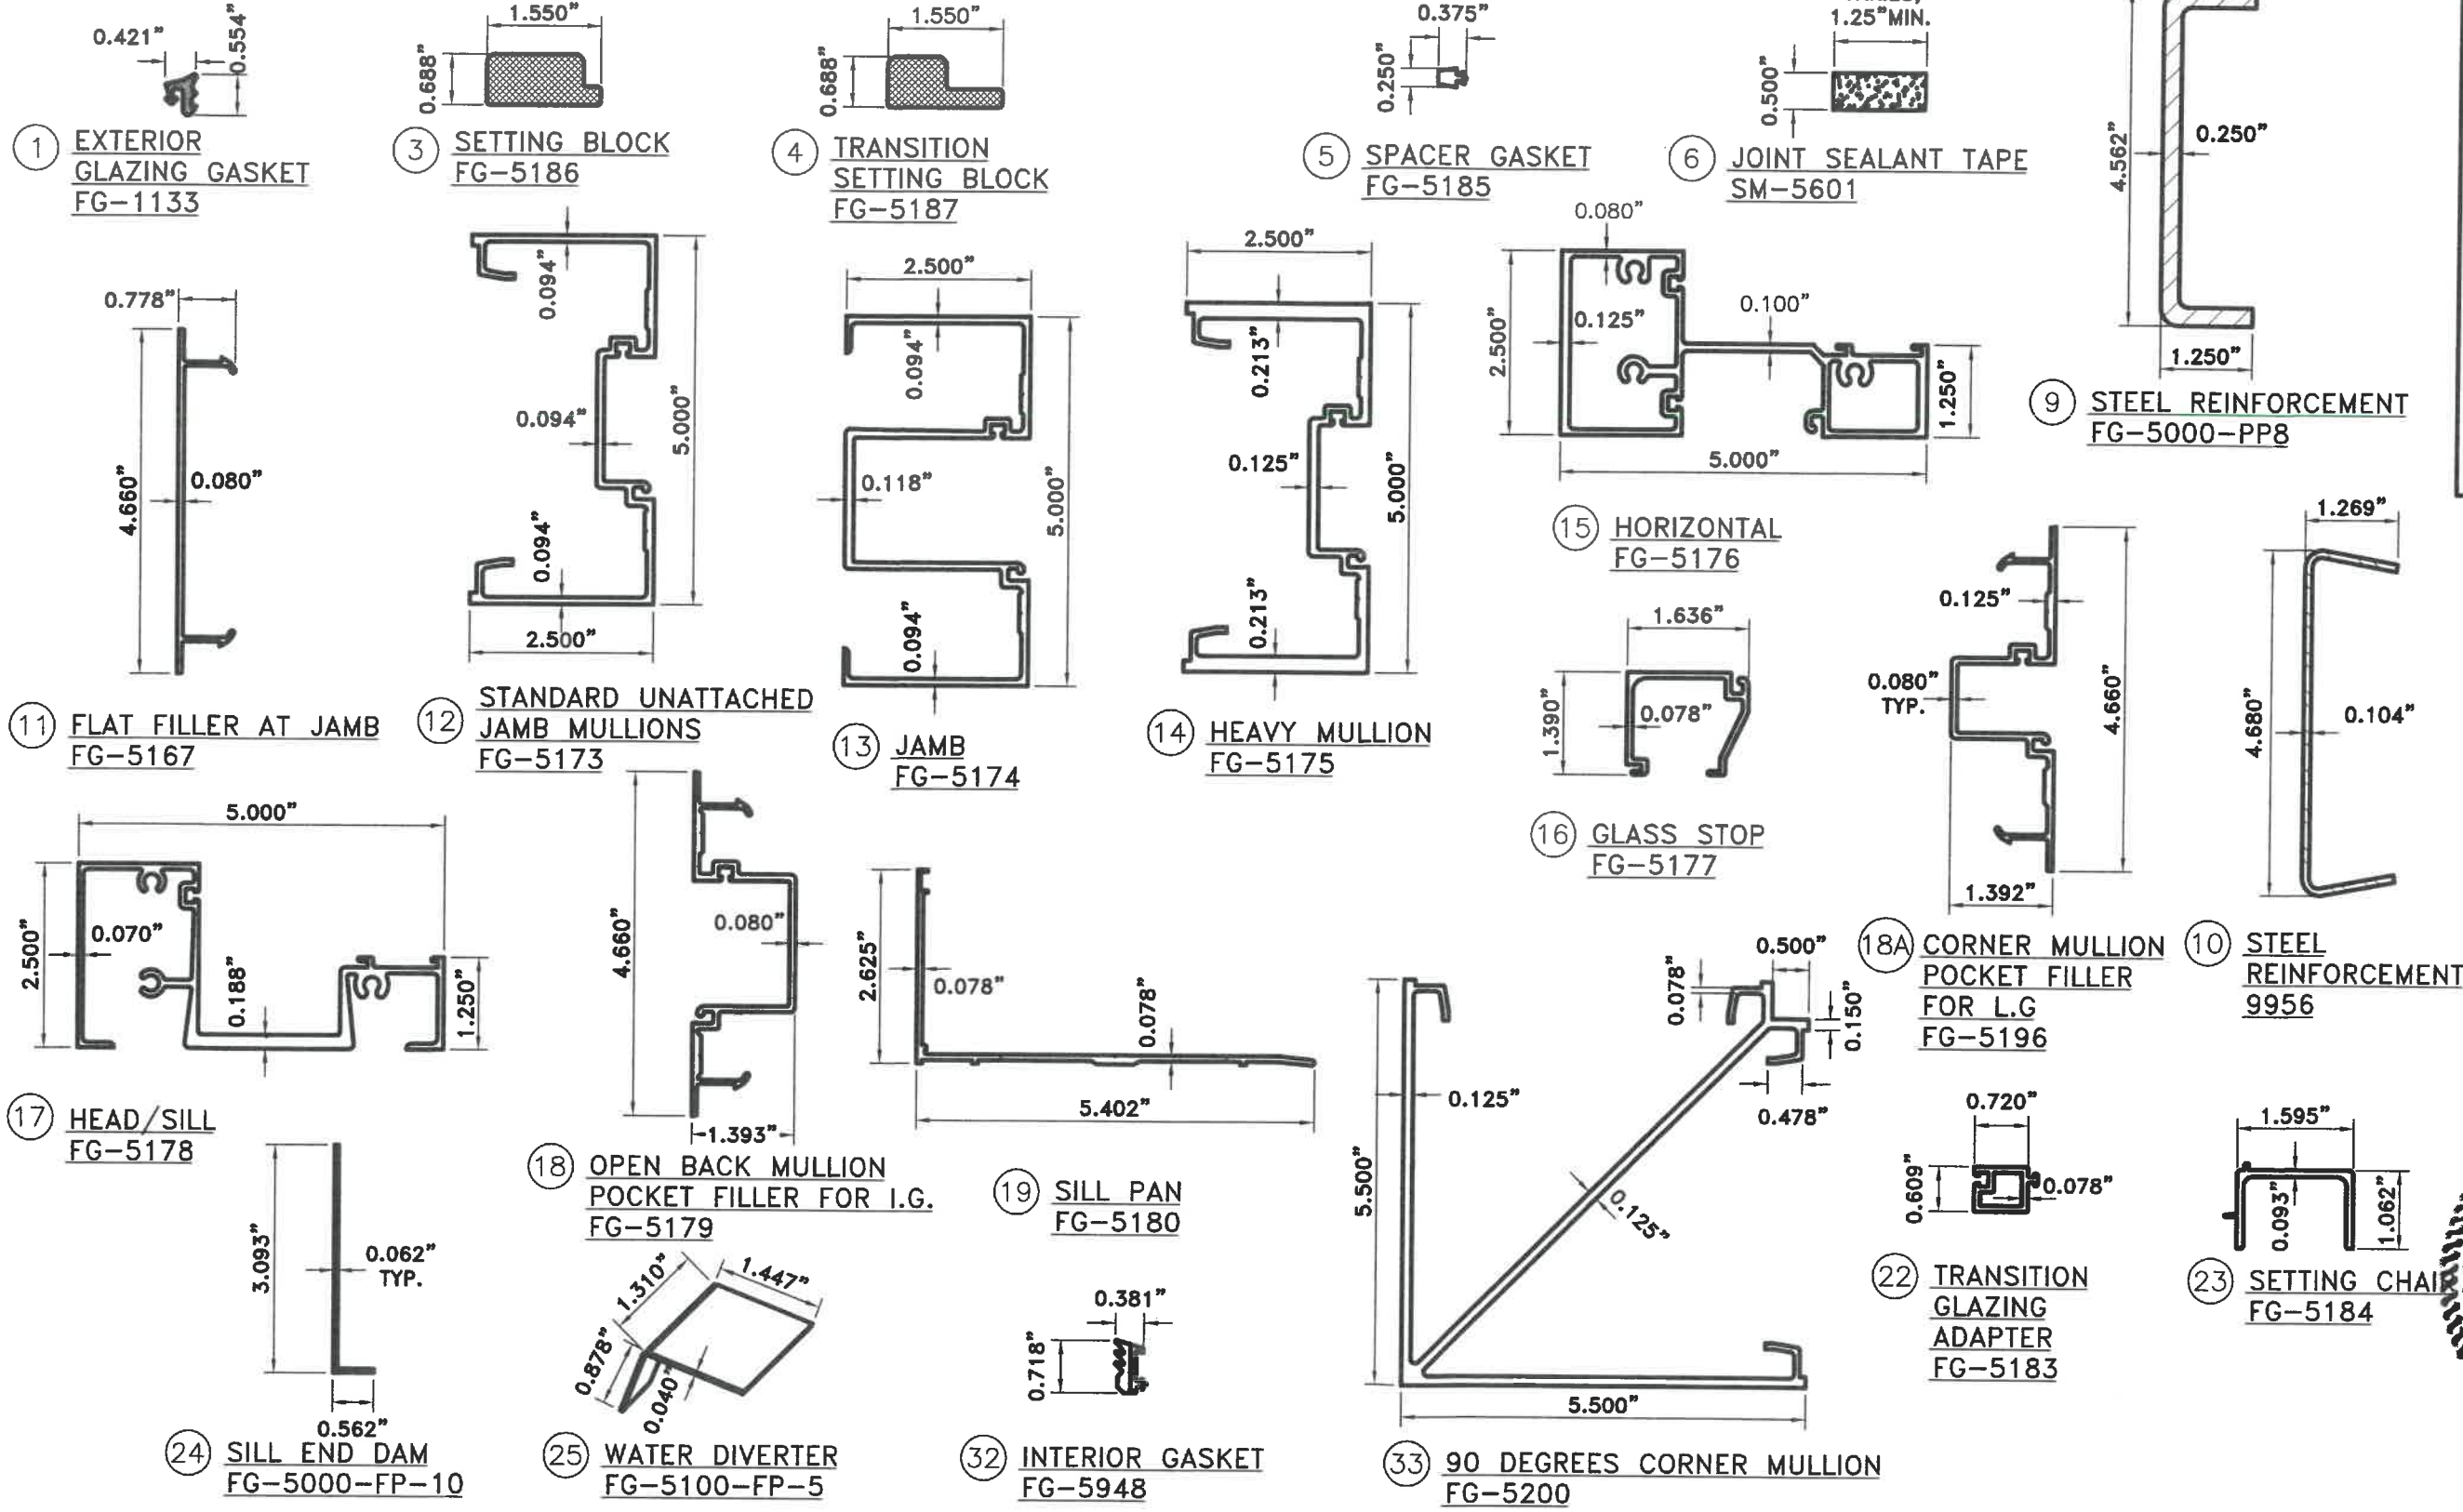 0.421"
0.554"
1
EXTERIOR
GLAZING GASKET
FG-1133
1.550"
0.688"
3
SETTING BLOCK
FG-5186
1.550"
0.688"
4
TRANSITION
SETTING BLOCK
FG-5187
0.375"
0.250"
5
SPACER GASKET
FG-5185
1.25"MIN.
0.500"
6
JOINT SEALANT TAPE
SM-5601
4.562"
0.250"
1.250"
9
STEEL REINFORCEMENT
FG-5000-PP8
0.778"
4.660"
0.080"
11
FLAT FILLER AT JAMB
FG-5167
0.094"
0.094"
5.000"
0.094"
2.500"
12
STANDARD UNATTACHED
JAMB MULLIONS
FG-5173
2.500"
0.094"
0.118"
5.000"
0.094"
13
JAMB
FG-5174
2.500"
0.213"
0.125"
5.000"
0.213"
14
HEAVY MULLION
FG-5175
0.080"
2.500"
0.125"
0.100"
1.250"
5.000"
15
HORIZONTAL
FG-5176
1.636"
1.390"
0.078"
16
GLASS STOP
FG-5177
0.125"
0.080"
TYP.
4.660"
1.392"
18A
CORNER MULLION
POCKET FILLER
FOR L.G
FG-5196
1.269"
4.680"
0.104"
10
STEEL
REINFORCEMENT
9956
5.000"
2.500"
0.070"
0.188"
1.250"
17
HEAD/SILL
FG-5178
4.660"
0.080"
1.393"
18
OPEN BACK MULLION
POCKET FILLER FOR I.G.
FG-5179
2.625"
0.078"
0.078"
5.402"
19
SILL PAN
FG-5180
0.500"
0.078"
0.150"
0.478"
0.125"
5.500"
0.125"
5.500"
33
90 DEGREES CORNER MULLION
FG-5200
0.720"
0.609"
0.078"
22
TRANSITION
GLAZING
ADAPTER
FG-5183
1.595"
0.093"
1.062"
23
SETTING CHAI
FG-5184
3.093"
0.062"
TYP.
0.562"
24
SILL END DAM
FG-5000-FP-10
1.310"
1.447"
0.878"
0.040"
25
WATER DIVERTER
FG-5100-FP-5
0.381"
0.718"
32
INTERIOR GASKET
FG-5948